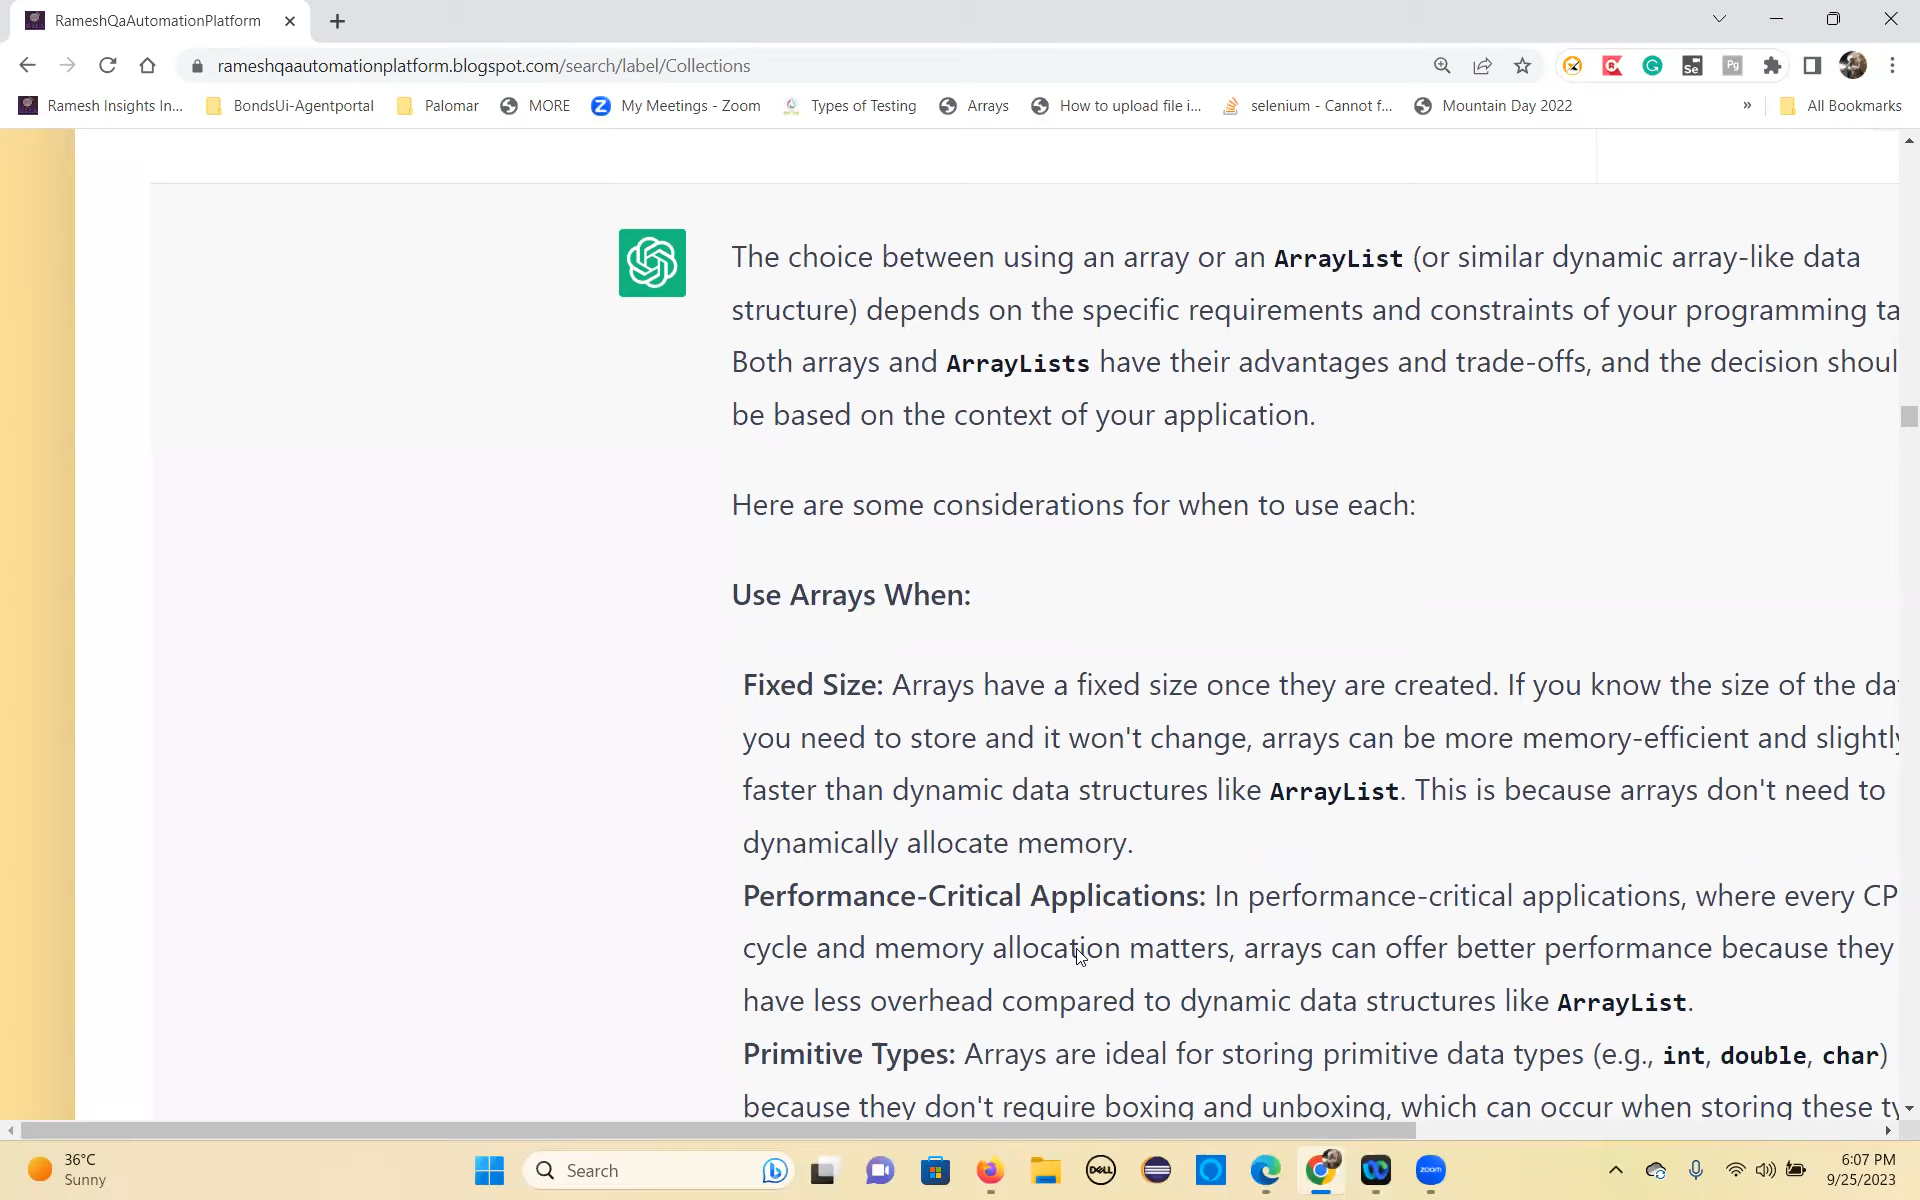 RameshQaAutomationPlatform
rameshqaautomationplatform.blogspot.com/search/label/Collections
Ramesh Insights In... BondsUi-Agentportal Palomar MORE My Meetings - Zoom Types of Testing Arrays How to upload file i... selenium - Cannot f... Mountain Day 2022 » All Bookmarks
The choice between using an array or an ArrayList (or similar dynamic array-like data
structure) depends on the specific requirements and constraints of your programming ta
Both arrays and ArrayLists have their advantages and trade-offs, and the decision shoul
be based on the context of your application.
Here are some considerations for when to use each:
Use Arrays When:
Fixed Size: Arrays have a fixed size once they are created. If you know the size of the da
you need to store and it won't change, arrays can be more memory-efficient and slightly
faster than dynamic data structures like ArrayList. This is because arrays don't need to
dynamically allocate memory.
Performance-Critical Applications: In performance-critical applications, where every CP
cycle and memory allocation matters, arrays can offer better performance because they
have less overhead compared to dynamic data structures like ArrayList.
Primitive Types: Arrays are ideal for storing primitive data types (e.g., int, double, char)
because they don't require boxing and unboxing, which can occur when storing these ty
36°C
Sunny
Search
DELL
zoom
6:07 PM
9/25/2023
Se
Pg